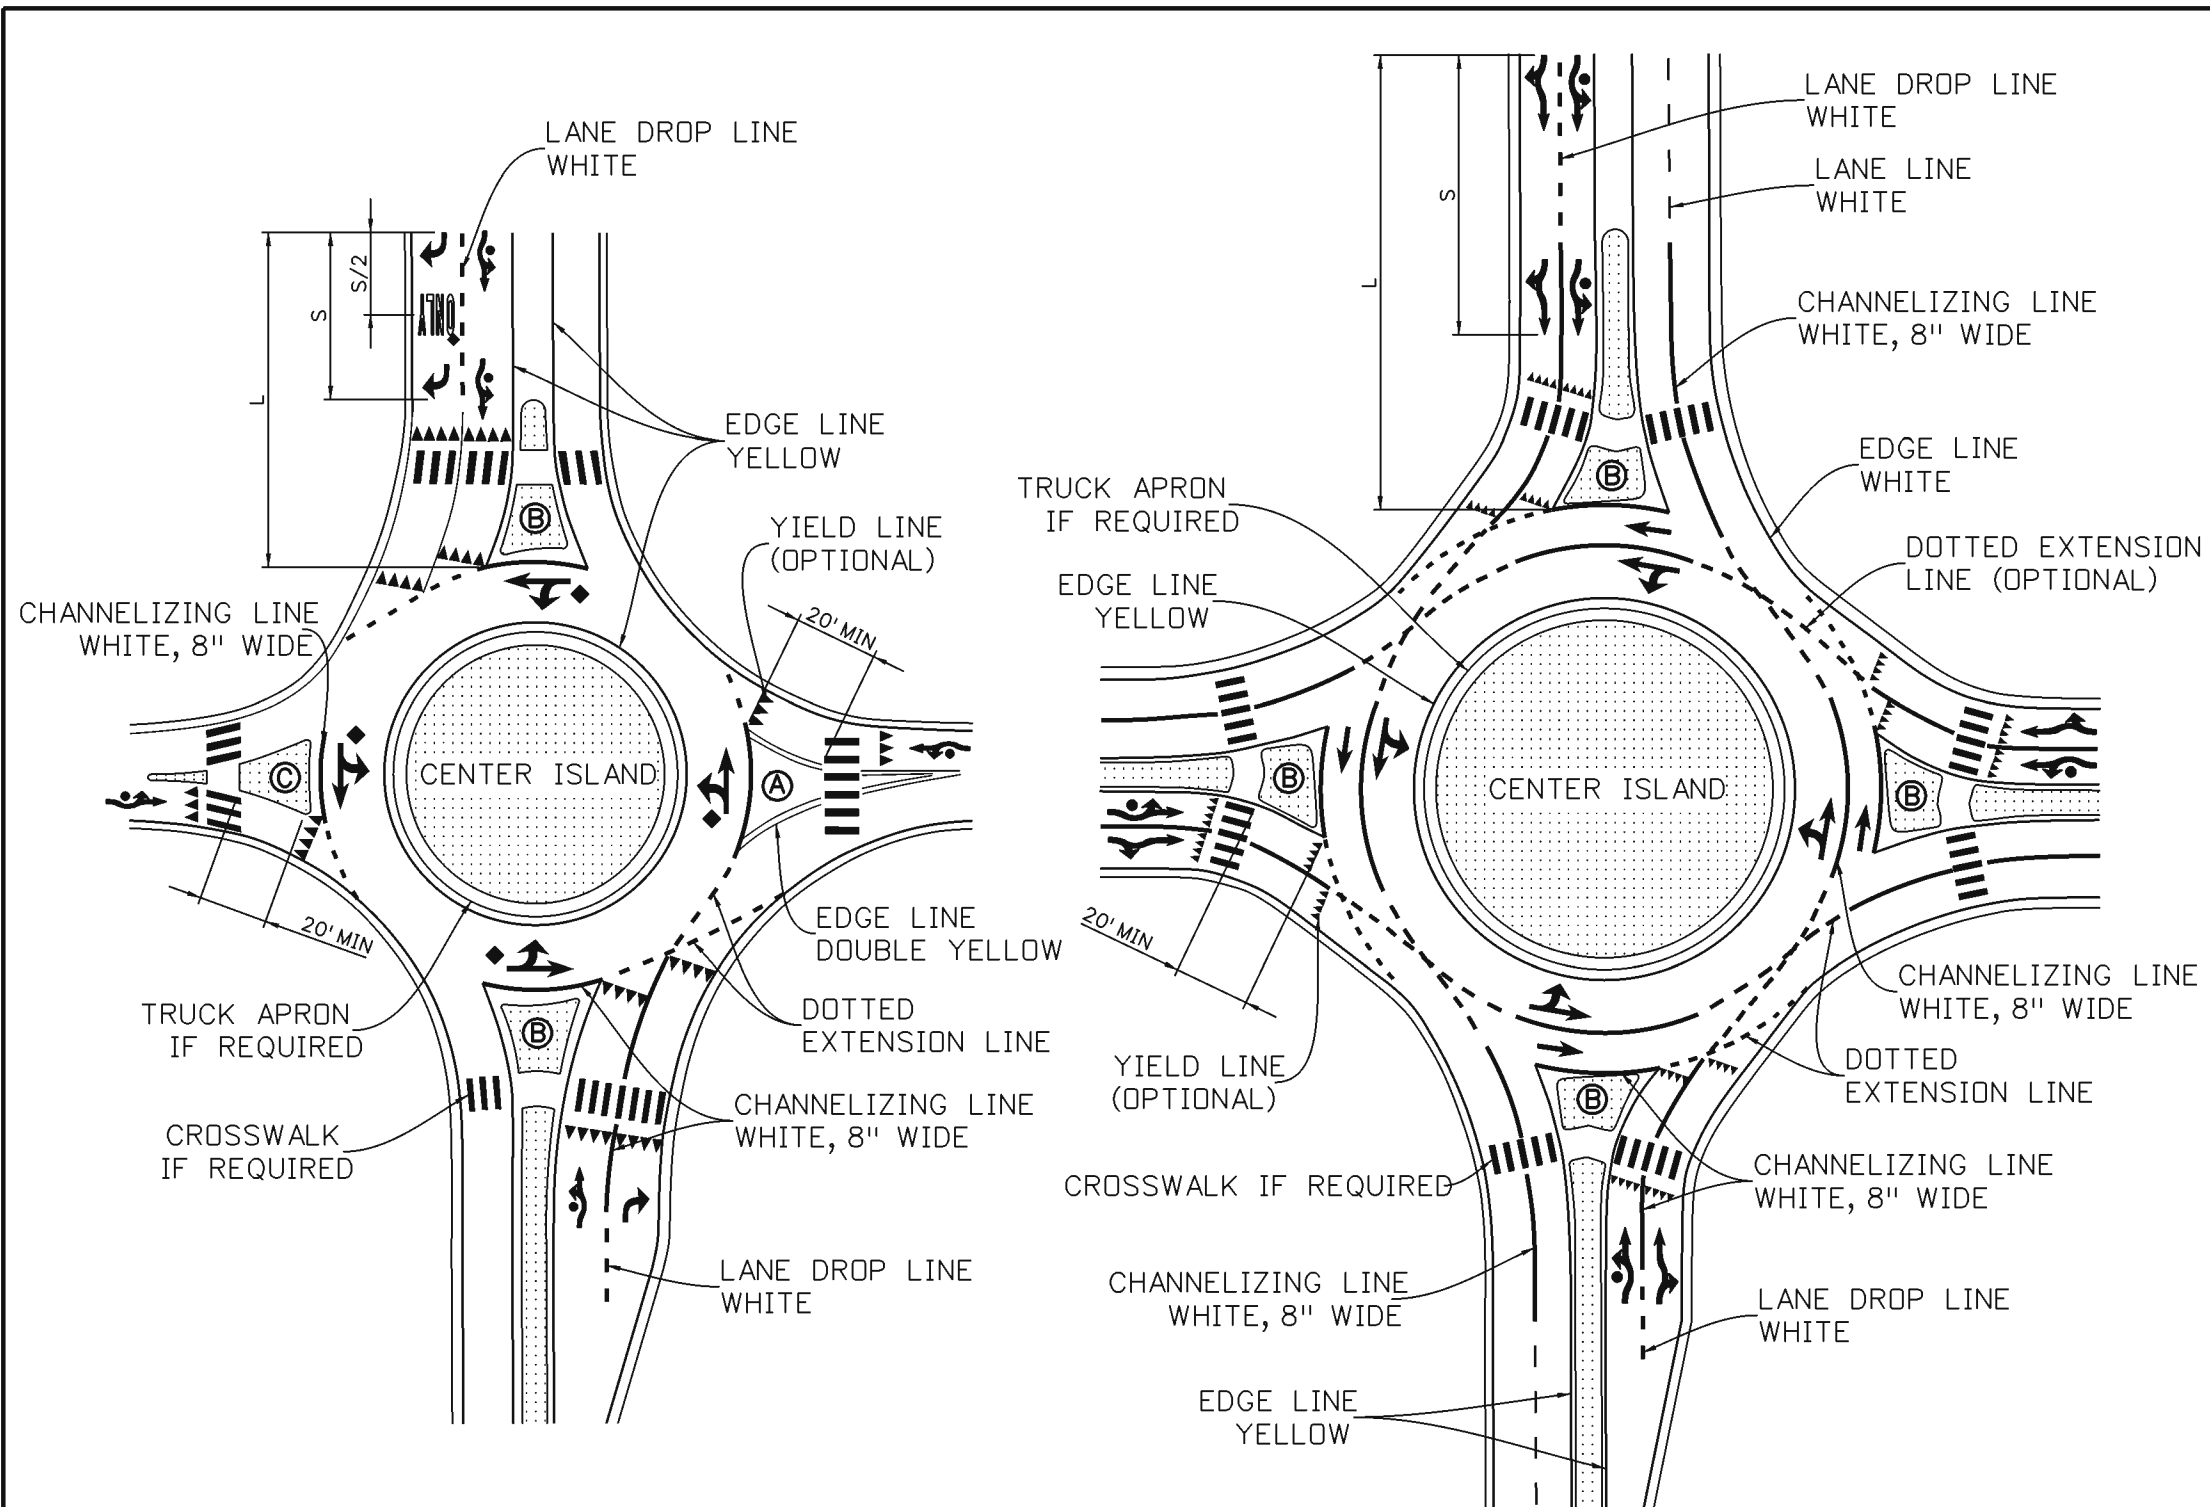 LANE DROP LINE
WHITE
S/2
S
L
ONLY
EDGE LINE
YELLOW
B
YIELD LINE
(OPTIONAL)
20' MIN
CHANNELIZING LINE
WHITE, 8" WIDE
C
CENTER ISLAND
A
20' MIN
EDGE LINE
DOUBLE YELLOW
TRUCK APRON
IF REQUIRED
DOTTED
EXTENSION LINE
B
CROSSWALK
IF REQUIRED
CHANNELIZING LINE
WHITE, 8" WIDE
LANE DROP LINE
WHITE
LANE DROP LINE
WHITE
LANE LINE
WHITE
S
L
CHANNELIZING LINE
WHITE, 8" WIDE
EDGE LINE
WHITE
B
TRUCK APRON
IF REQUIRED
DOTTED EXTENSION
LINE (OPTIONAL)
EDGE LINE
YELLOW
B
CENTER ISLAND
B
20' MIN
CHANNELIZING LINE
WHITE, 8" WIDE
YIELD LINE
(OPTIONAL)
DOTTED
EXTENSION LINE
B
CROSSWALK IF REQUIRED
CHANNELIZING LINE
WHITE, 8" WIDE
CHANNELIZING LINE
WHITE, 8" WIDE
LANE DROP LINE
WHITE
EDGE LINE
YELLOW